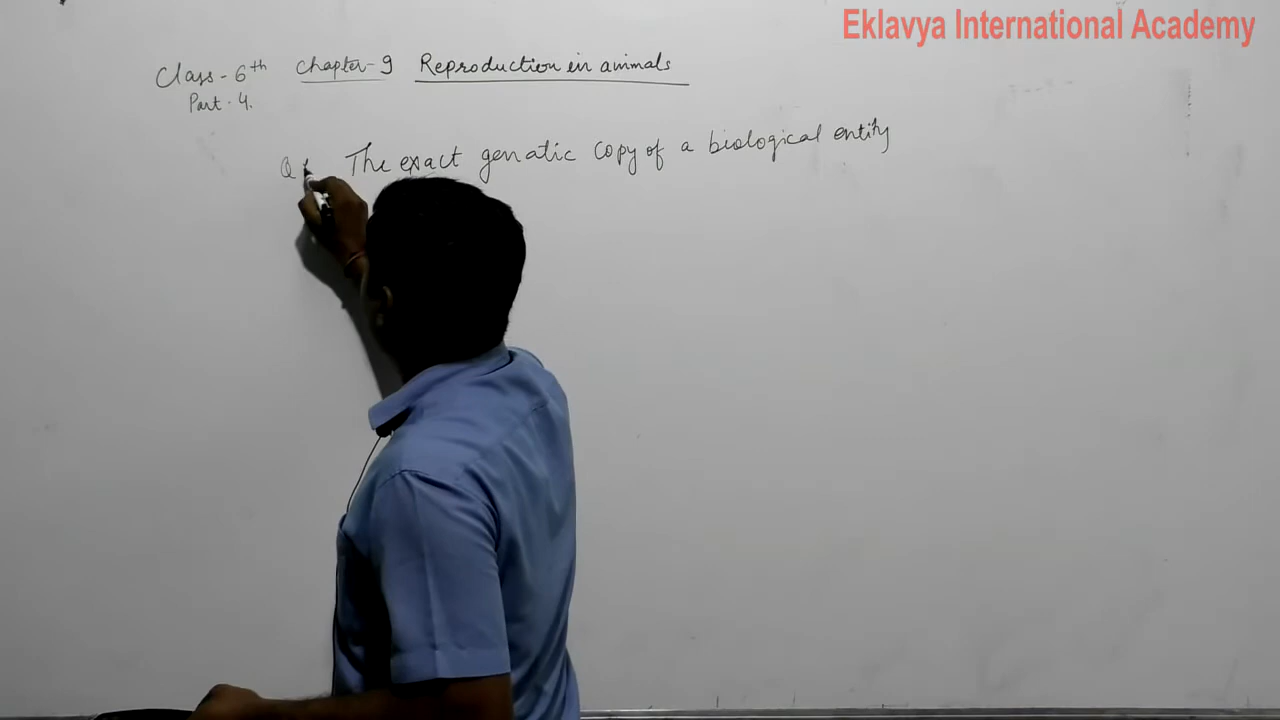 Eklavya International Academy
Class - 6th Chapter - 9 Reproduction in animals
Part - 4.
Q The exact genatic copy of a biological entity